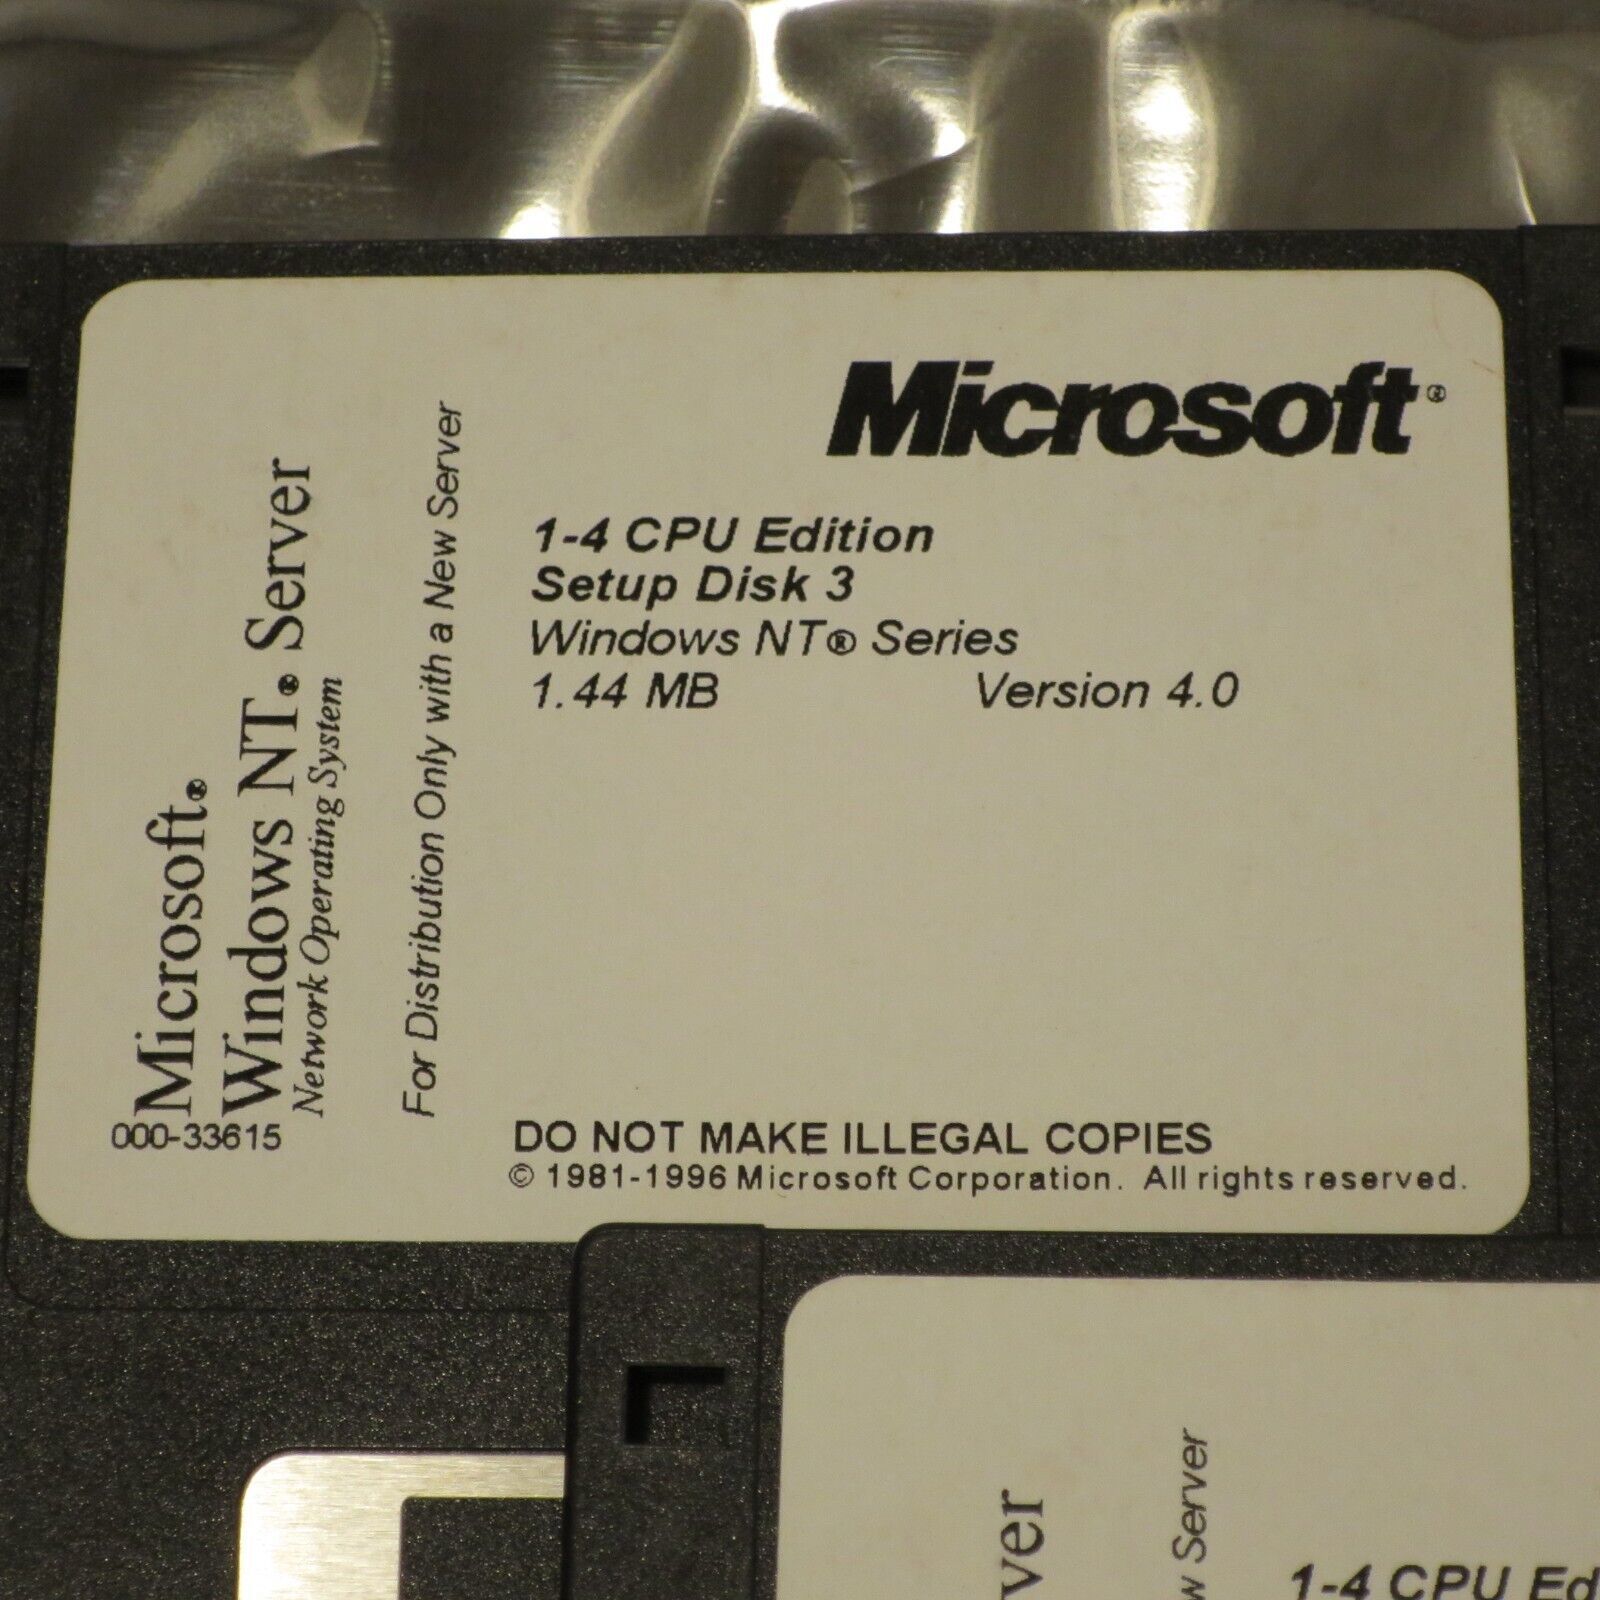 Microsoft®
Windows NT® Server
Network Operating System
For Distribution Only with a New Server
000-33615
Microsoft®
1-4 CPU Edition
Setup Disk 3
Windows NT® Series
1.44 MB Version 4.0
DO NOT MAKE ILLEGAL COPIES
© 1981-1996 Microsoft Corporation. All rights reserved.
Server
1-4 CPU